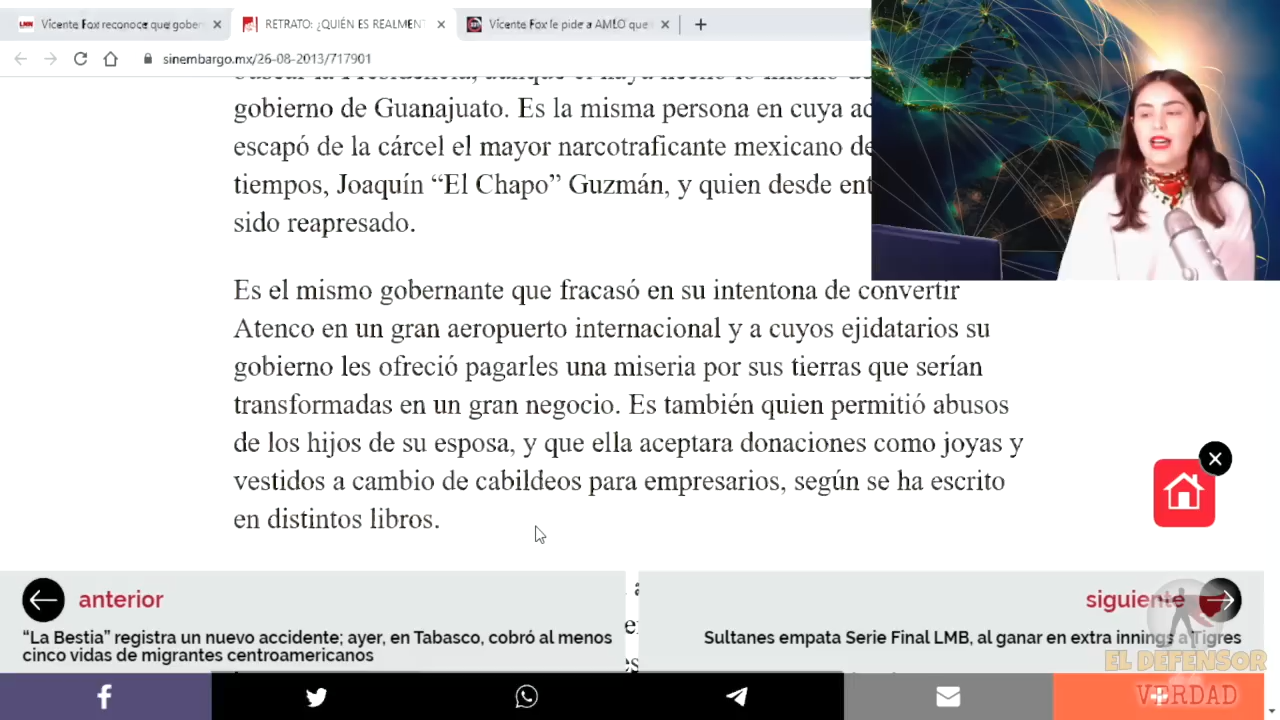 Vicente Fox reconoce que gober
RETRATO: ¿QUIÉN ES REALMENT
Vicente Fox le pide a AMLO que
sinembargo.mx/26-08-2013/717901
gobierno de Guanajuato. Es la misma persona en cuya
escapó de la cárcel el mayor narcotraficante mexicano de
tiempos, Joaquín “El Chapo” Guzmán, y quien desde
sido reapresado.
Es el mismo gobernante que fracasó en su intentona de convertir
Atenco en un gran aeropuerto internacional y a cuyos ejidatarios su
gobierno les ofreció pagarles una miseria por sus tierras que serían
transformadas en un gran negocio. Es también quien permitió abusos
de los hijos de su esposa, y que ella aceptara donaciones como joyas y
vestidos a cambio de cabildeos para empresarios, según se ha escrito
en distintos libros.
anterior
“La Bestia” registra un nuevo accidente; ayer, en Tabasco, cobró al menos
cinco vidas de migrantes centroamericanos
siguiente
Sultanes empata Serie Final LMB, al ganar en extra innings a Tigres
EL DEFENSOR
VERDAD